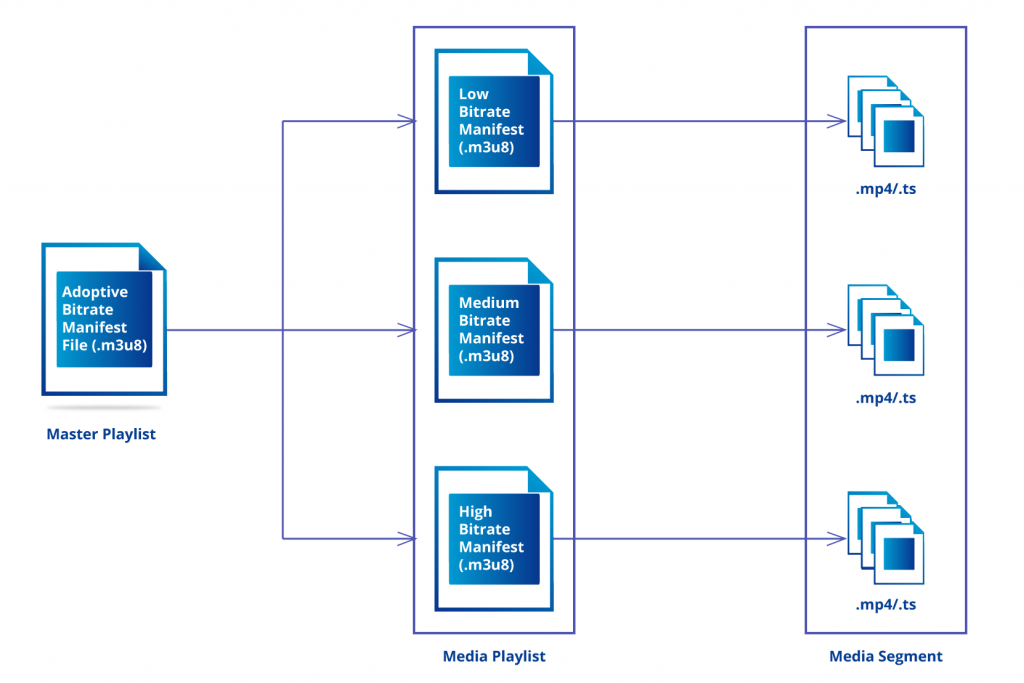 Adoptive
Bitrate
Manifest
File (.m3u8)
Master Playlist
Low
Bitrate
Manifest
(.m3u8)
Medium
Bitrate
Manifest
(.m3u8)
High
Bitrate
Manifest
(.m3u8)
Media Playlist
.mp4/.ts
.mp4/.ts
.mp4/.ts
Media Segment